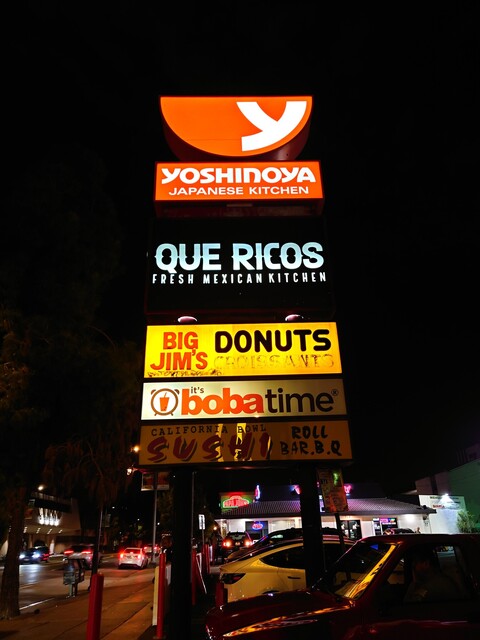 YOSHINOYA
JAPANESE KITCHEN
QUE RICOS
FRESH MEXICAN KITCHEN
BIG JIM'S
DONUTS
CROISSANTS
it's bobatime®
CALIFORNIA BOWL
SUSHI
ROLL
BAR.B.Q